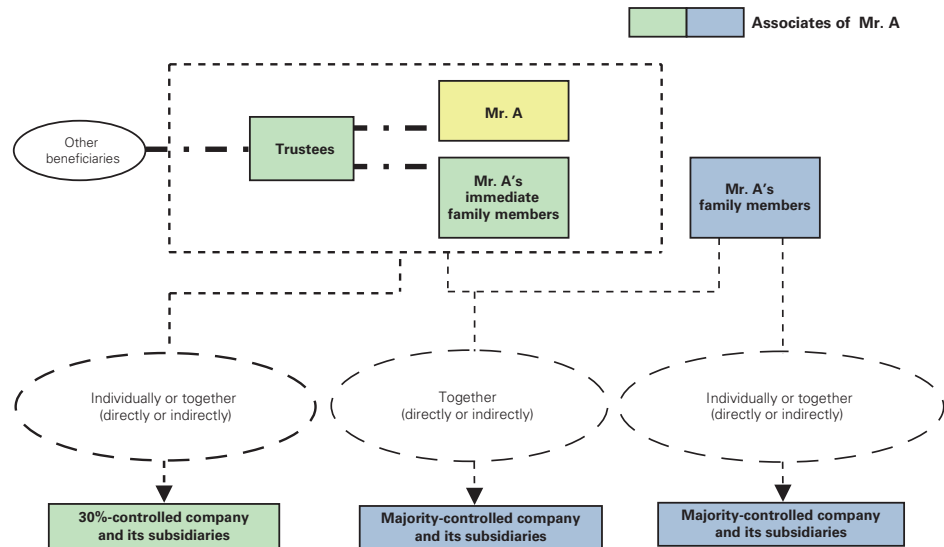 Associates of Mr. A
Mr. A
Other
beneficiaries
Trustees
Mr. A's
immediate
family members
Mr. A's
family members
Individually or together
(directly or indirectly)
Together
(directly or indirectly)
Individually or together
(directly or indirectly)
30%-controlled company
and its subsidiaries
Majority-controlled company
and its subsidiaries
Majority-controlled company
and its subsidiaries